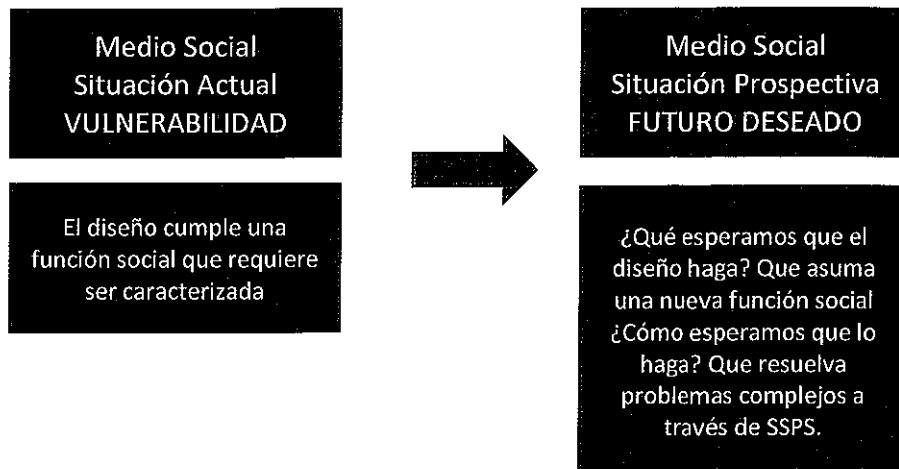 Medio Social
Situación Actual
VULNERABILIDAD
El diseño cumple una
función social que requiere
ser caracterizada
Medio Social
Situación Prospectiva
FUTURO DESEADO
¿Qué esperamos que el
diseño haga? Que asuma
una nueva función social
¿Cómo esperamos que lo
haga? Que resuelva
problemas complejos a
través de SSPS.